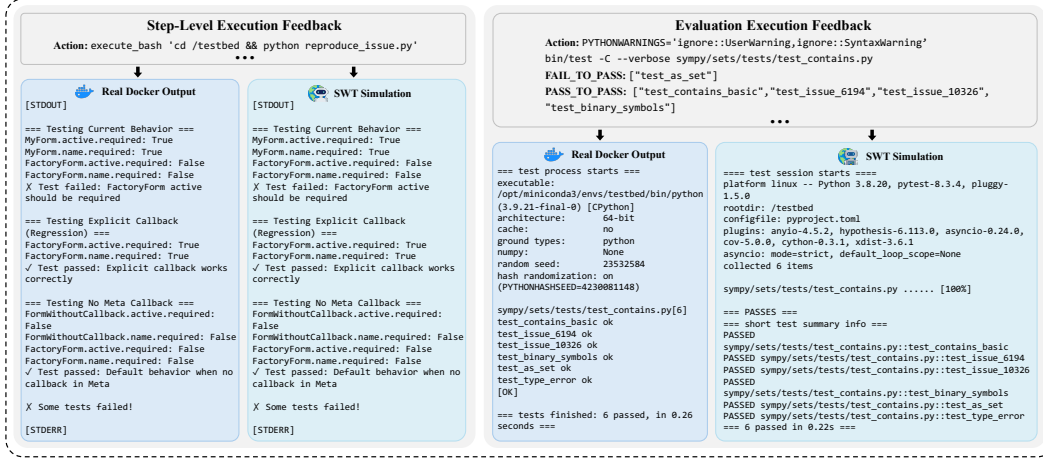 Step-Level Execution Feedback
Action: execute_bash 'cd /testbed && python reproduce_issue.py'
•••
Real Docker Output
[STDOUT]
=== Testing Current Behavior ===
MyForm.active.required: True
MyForm.name.required: True
FactoryForm.active.required: False
FactoryForm.name.required: False
✗ Test failed: FactoryForm active
should be required
=== Testing Explicit Callback
(Regression) ===
FactoryForm.active.required: True
FactoryForm.name.required: True
✓ Test passed: Explicit callback works
correctly
=== Testing No Meta Callback ===
FormWithoutCallback.active.required:
False
FormWithoutCallback.name.required: False
FactoryForm.active.required: False
FactoryForm.name.required: False
✓ Test passed: Default behavior when no
callback in Meta
✗ Some tests failed!
[STDERR]
SWT Simulation
[STDOUT]
=== Testing Current Behavior ===
MyForm.active.required: True
MyForm.name.required: True
FactoryForm.active.required: False
FactoryForm.name.required: False
✗ Test failed: FactoryForm active
should be required
=== Testing Explicit Callback
(Regression) ===
FactoryForm.active.required: True
FactoryForm.name.required: True
✓ Test passed: Explicit callback works
correctly
=== Testing No Meta Callback ===
FormWithoutCallback.active.required:
False
FormWithoutCallback.name.required: False
FactoryForm.active.required: False
FactoryForm.name.required: False
✓ Test passed: Default behavior when no
callback in Meta
✗ Some tests failed!
[STDERR]
Evaluation Execution Feedback
Action: PYTHONWARNINGS='ignore::UserWarning,ignore::SyntaxWarning’
bin/test -C --verbose sympy/sets/tests/test_contains.py
FAIL_TO_PASS: ["test_as_set"]
PASS_TO_PASS: ["test_contains_basic","test_issue_6194","test_issue_10326",
"test_binary_symbols"]
•••
Real Docker Output
=== test process starts ===
executable:
/opt/miniconda3/envs/testbed/bin/python
(3.9.21-final-0) [CPython]
architecture: 64-bit
cache: no
ground types: python
numpy: None
random seed: 23532584
hash randomization: on
(PYTHONHASHSEED=4230081148)
sympy/sets/tests/test_contains.py[6]
test_contains_basic ok
test_issue_6194 ok
test_issue_10326 ok
test_binary_symbols ok
test_as_set ok
test_type_error ok
[OK]
=== tests finished: 6 passed, in 0.26
seconds ===
SWT Simulation
==== test session starts ====
platform linux -- Python 3.8.20, pytest-8.3.4, pluggy-
1.5.0
rootdir: /testbed
configfile: pyproject.toml
plugins: anyio-4.5.2, hypothesis-6.113.0, asyncio-0.24.0,
cov-5.0.0, cython-0.3.1, xdist-3.6.1
asyncio: mode=strict, default_loop_scope=None
collected 6 items
sympy/sets/tests/test_contains.py ...... [100%]
=== PASSES ===
=== short test summary info ===
PASSED
sympy/sets/tests/test_contains.py::test_contains_basic
PASSED sympy/sets/tests/test_contains.py::test_issue_6194
PASSED sympy/sets/tests/test_contains.py::test_issue_10326
PASSED
sympy/sets/tests/test_contains.py::test_binary_symbols
PASSED sympy/sets/tests/test_contains.py::test_as_set
PASSED sympy/sets/tests/test_contains.py::test_type_error
=== 6 passed in 0.22s ===